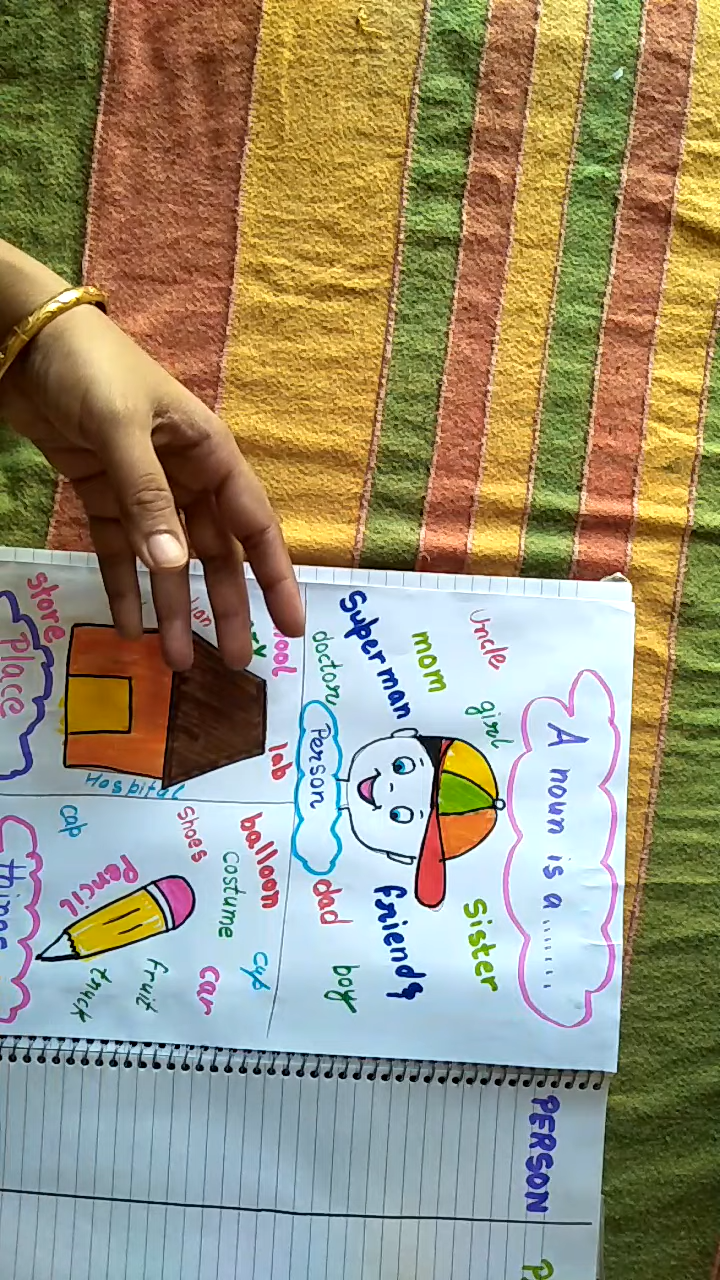 A noun is a.......
Uncle
girl
Sister
mom
Superman
friends
doctor
Person
dad
boy
lab
store
Hospital
Place
balloon
cup
costume
car
shoes
fruit
Pencil
truck
cap
things
PERSON